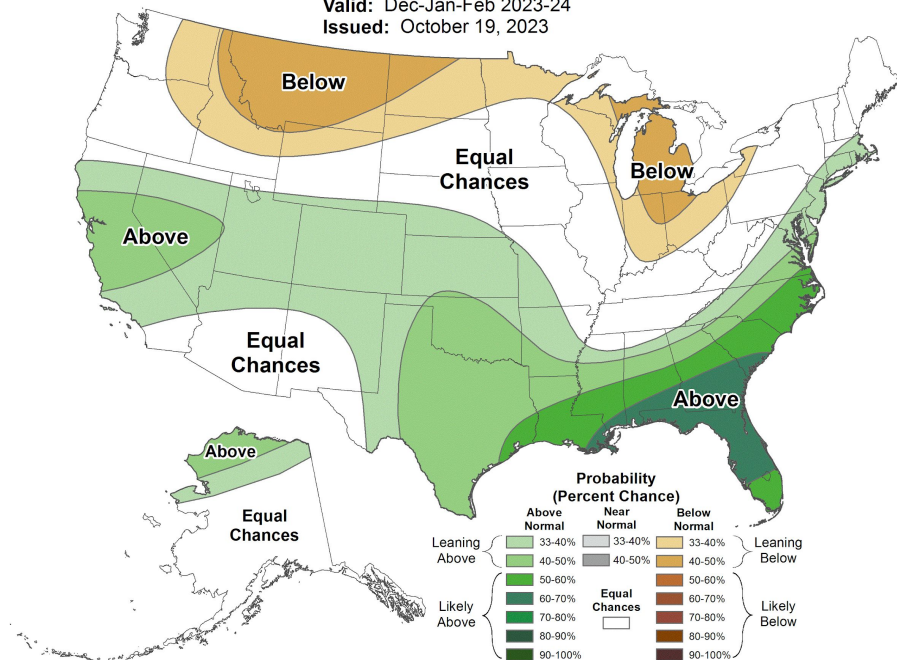 Valid: Dec-Jan-Feb 2023-24
Issued: October 19, 2023
Below
Equal
Chances
Below
Above
Equal
Chances
Above
Above
Equal
Chances
Probability
(Percent Chance)
Above
Normal
Near
Normal
Below
Normal
Leaning
Above
33-40%
40-50%
50-60%
60-70%
70-80%
80-90%
90-100%
Likely
Above
33-40%
40-50%
Equal
Chances
33-40%
40-50%
50-60%
60-70%
70-80%
80-90%
90-100%
Leaning
Below
Likely
Below